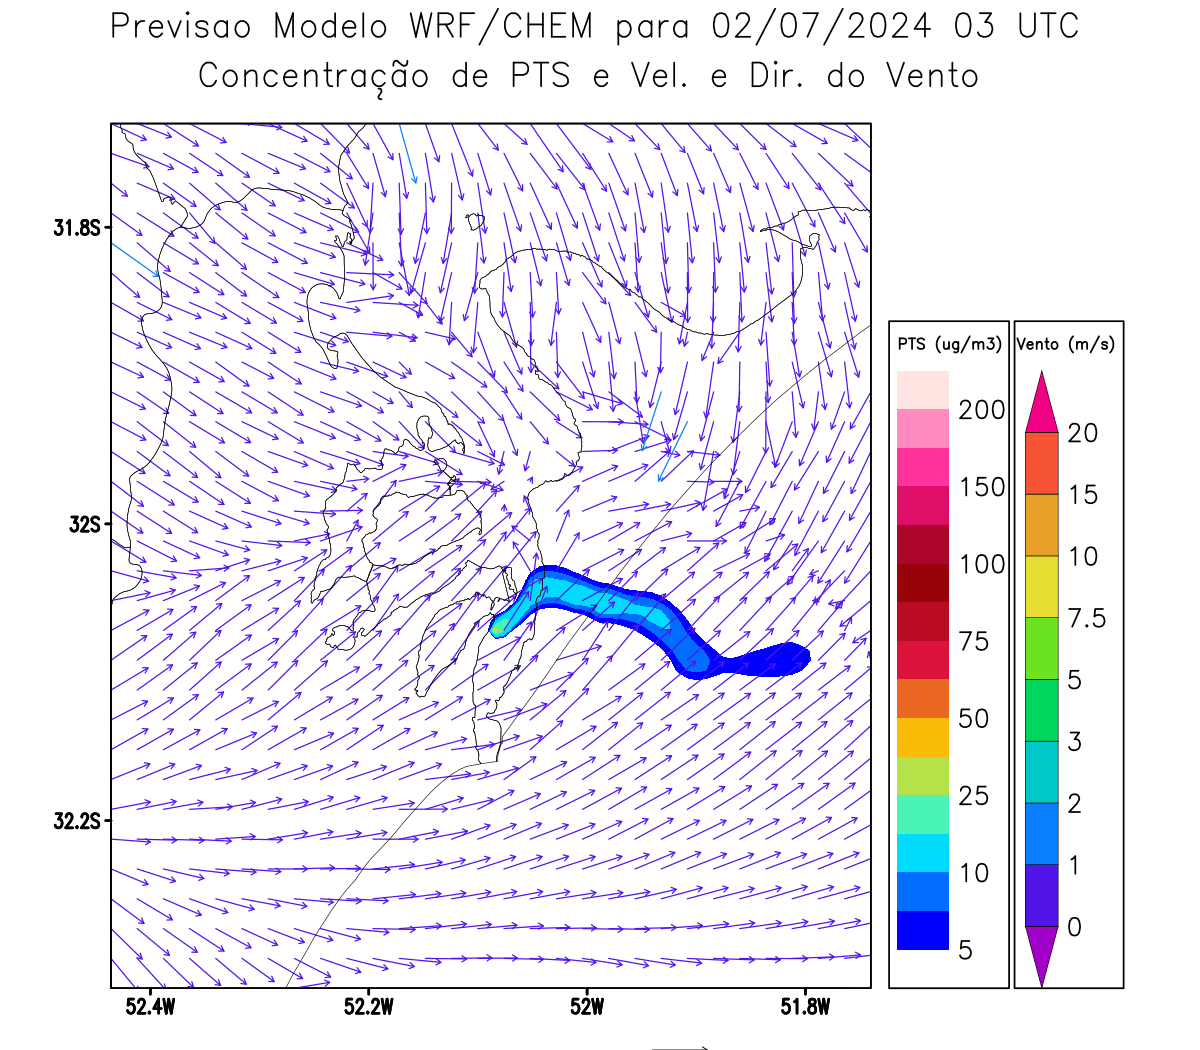 Previsao Modelo WRF/CHEM para 02/07/2024 03 UTC
Concentração de PTS e Vel. e Dir. do Vento
31.8S
32S
32.2S
52.4W
52.2W
52W
51.8W
PTS (ug/m3)
200
150
100
75
50
25
10
5
Vento (m/s)
20
15
10
7.5
5
3
2
1
0